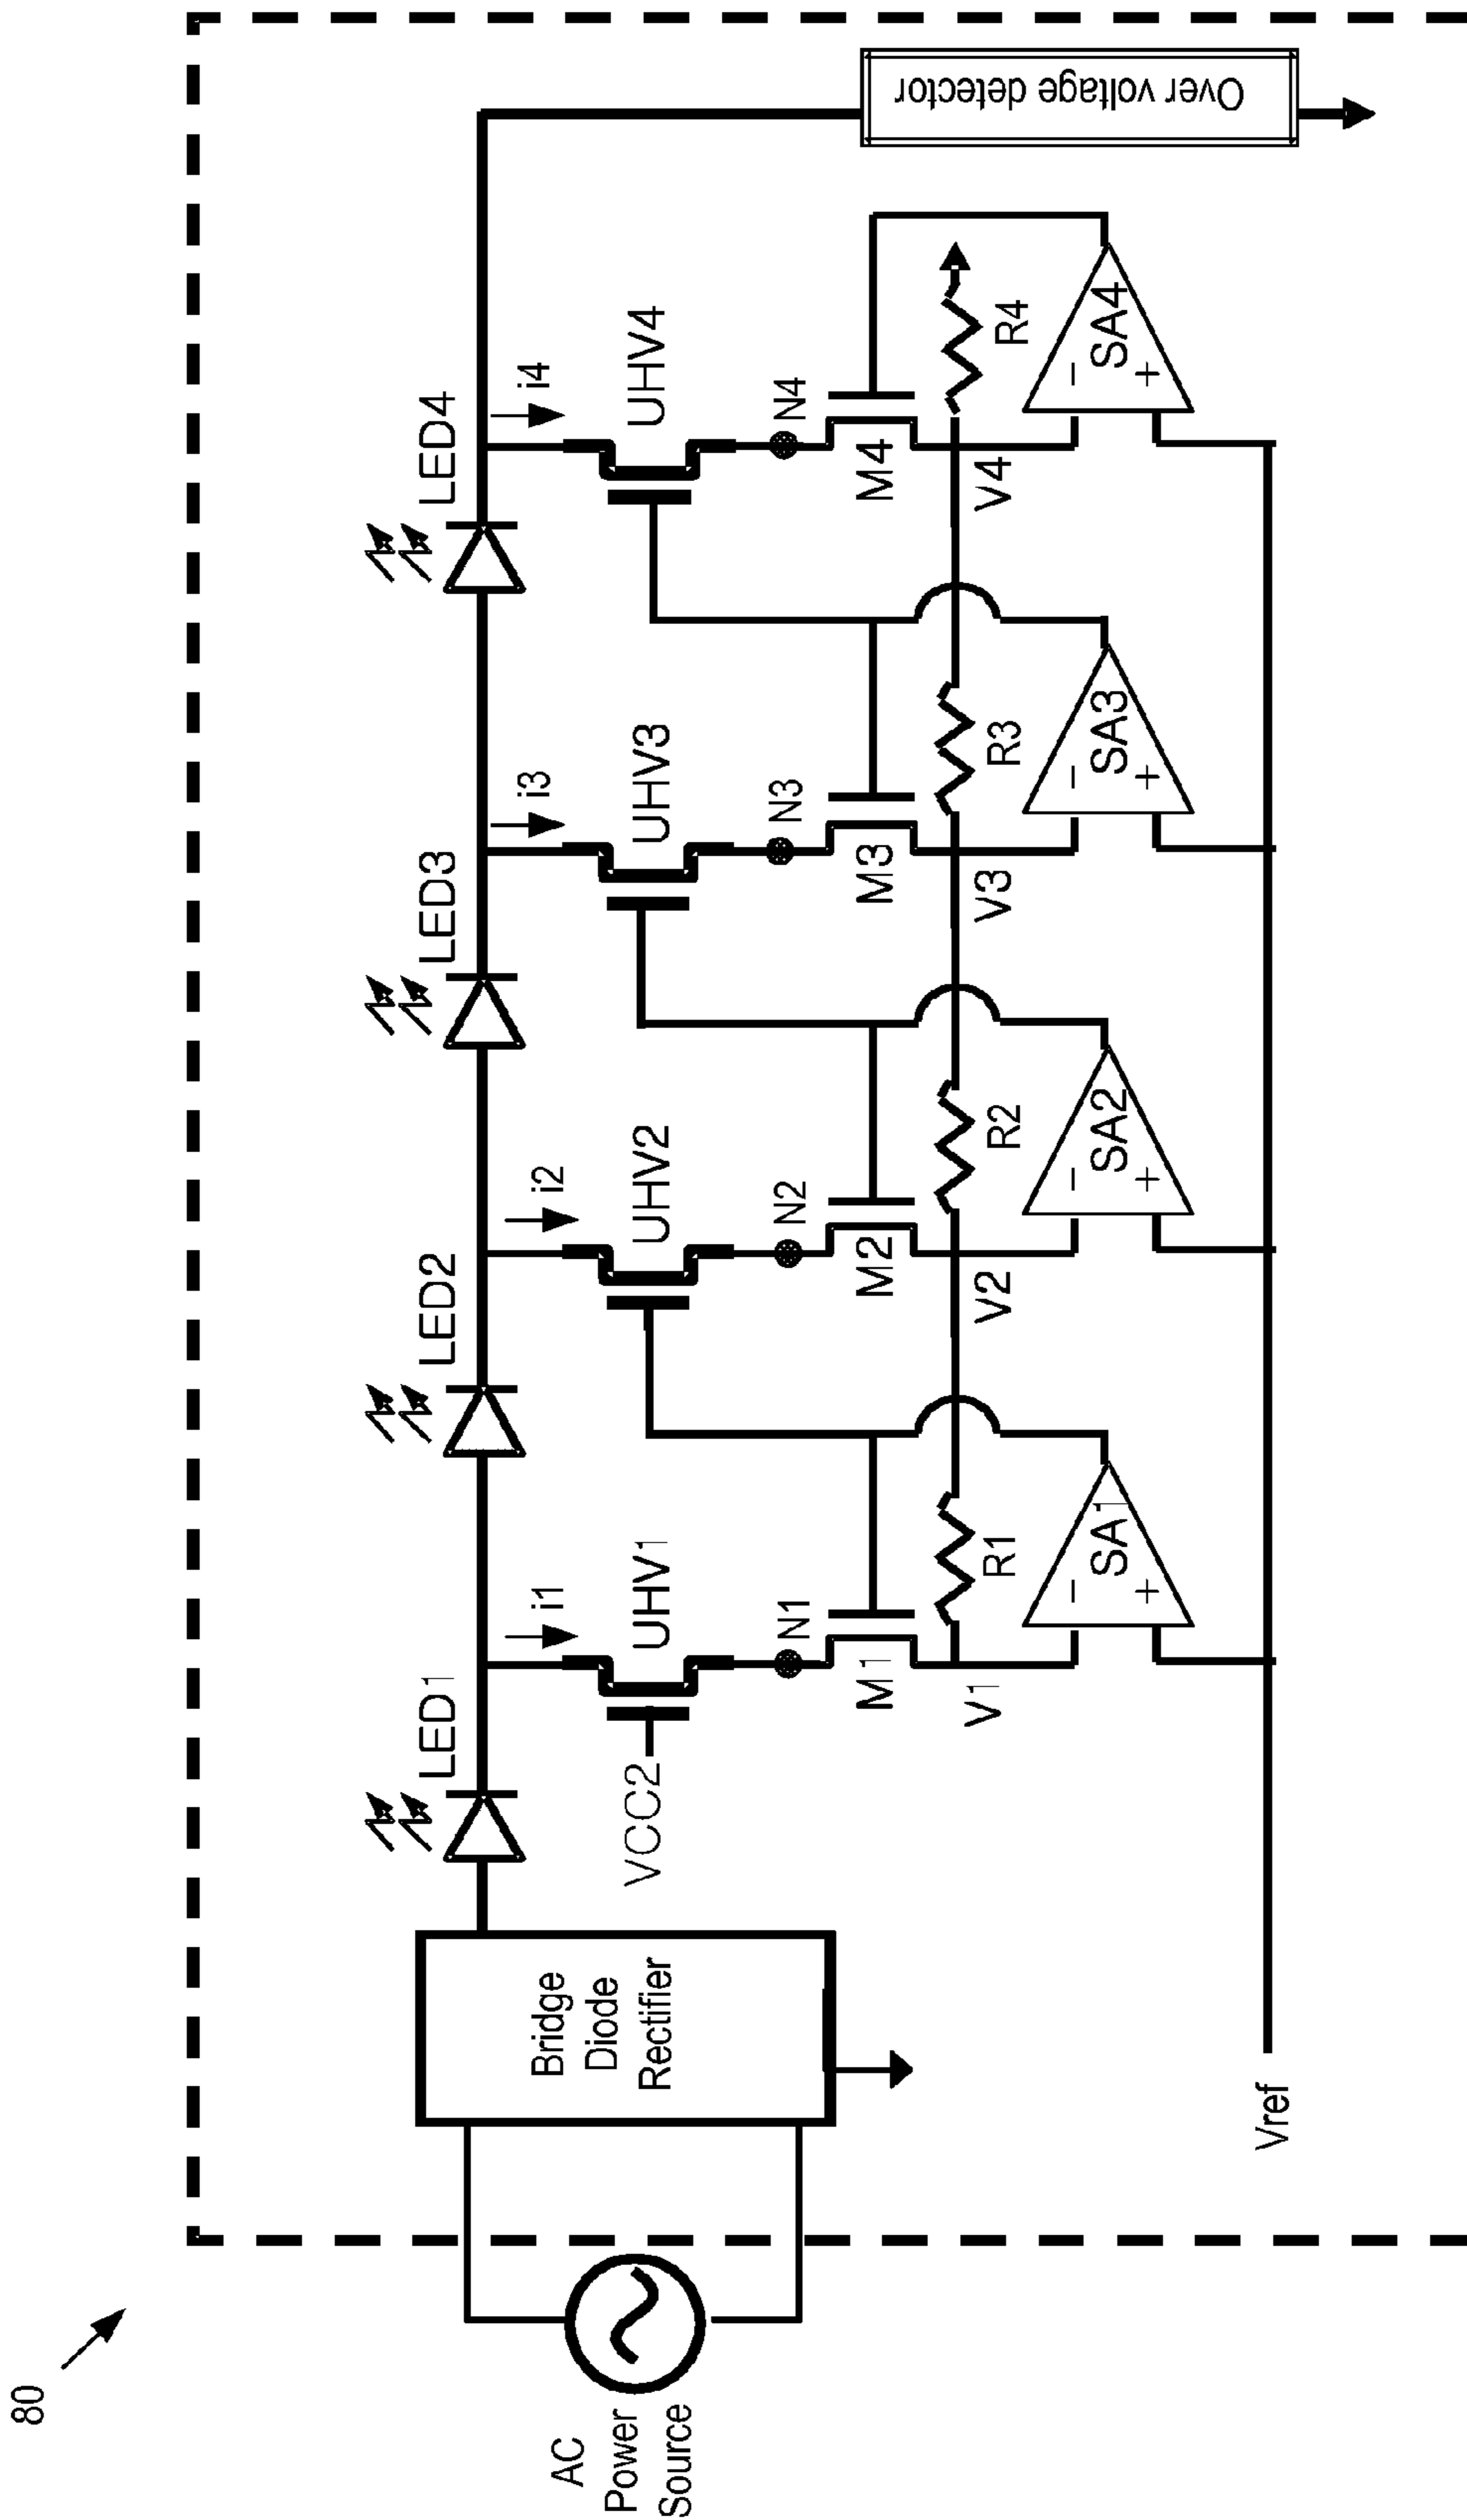 80
AC
Power
Source
Bridge
Diode
Rectifier
LED1
LED2
LED3
LED4
i1
i2
i3
i4
VCC2
UHV1
UHV2
UHV3
UHV4
N1
N2
N3
N4
M1
M2
M3
M4
V1
R1
V2
R2
V3
R3
V4
R4
− SA1 +
− SA2 +
− SA3 +
− SA4 +
Vref
Over voltage detector